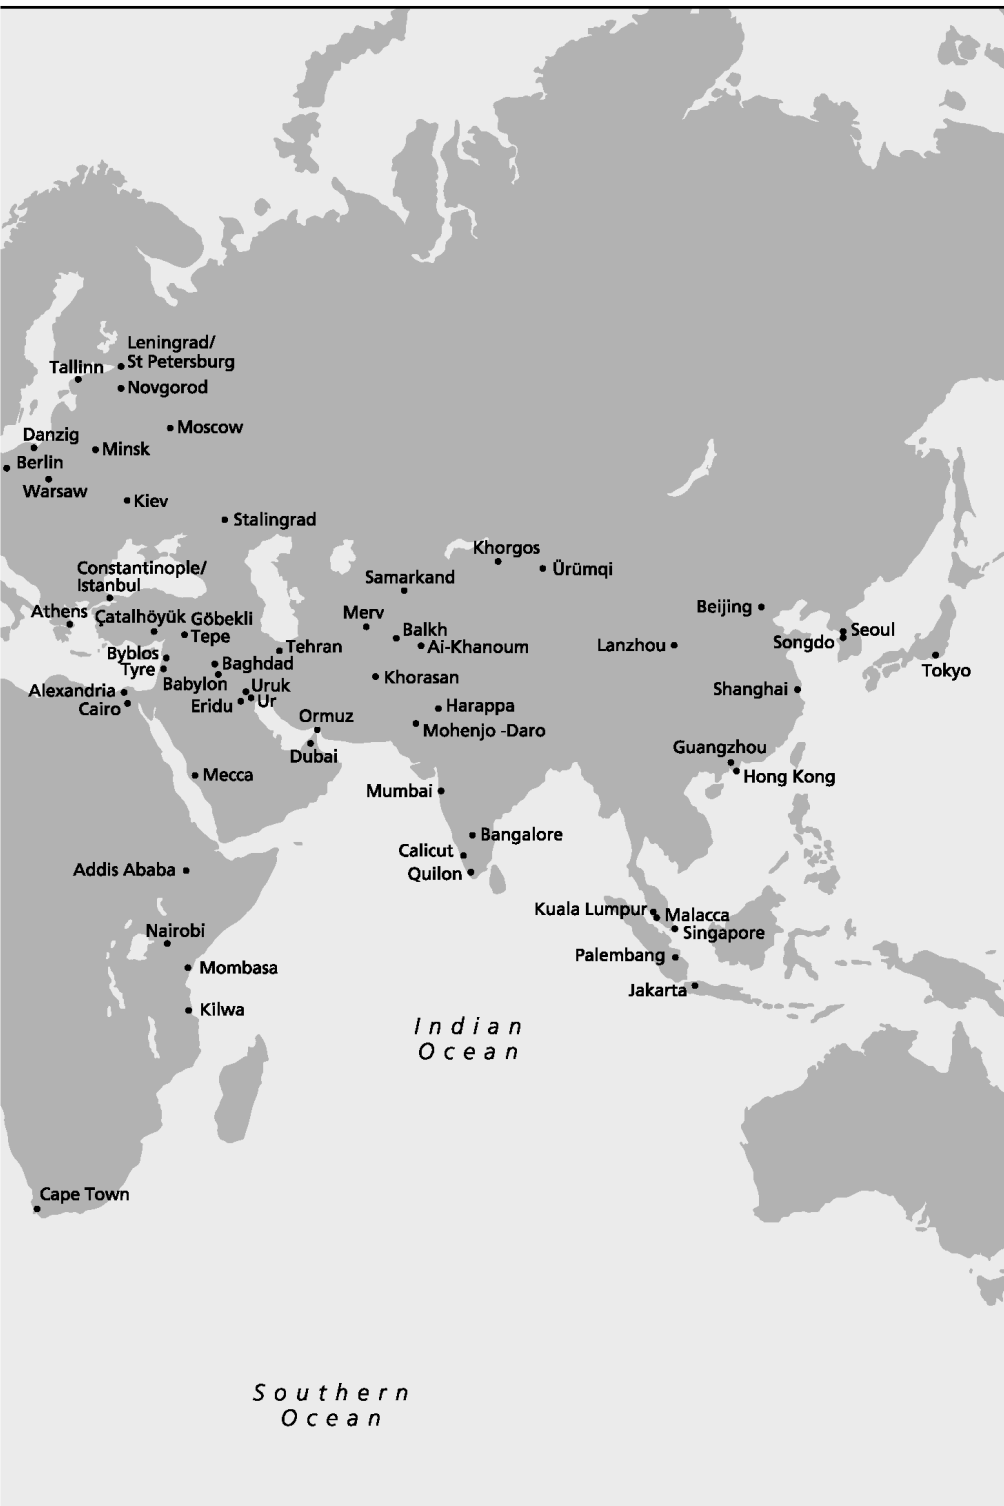 Leningrad/
St Petersburg
Tallinn
Novgorod
Moscow
Danzig
Minsk
Berlin
Warsaw
Kiev
Stalingrad
Khorgos
Ürümqi
Constantinople/
Istanbul
Samarkand
Athens
Çatalhöyük
Göbekli
Tepe
Merv
Balkh
Ai-Khanoum
Beijing
Seoul
Songdo
Lanzhou
Tokyo
Byblos
Tyre
Tehran
Baghdad
Babylon
Uruk
Ur
Eridu
Khorasan
Alexandria
Cairo
Harappa
Mohenjo -Daro
Shanghai
Ormuz
Dubai
Guangzhou
Hong Kong
Mecca
Mumbai
Bangalore
Calicut
Quilon
Addis Ababa
Kuala Lumpur
Malacca
Singapore
Nairobi
Palembang
Mombasa
Jakarta
Kilwa
Indian
Ocean
Cape Town
Southern
Ocean